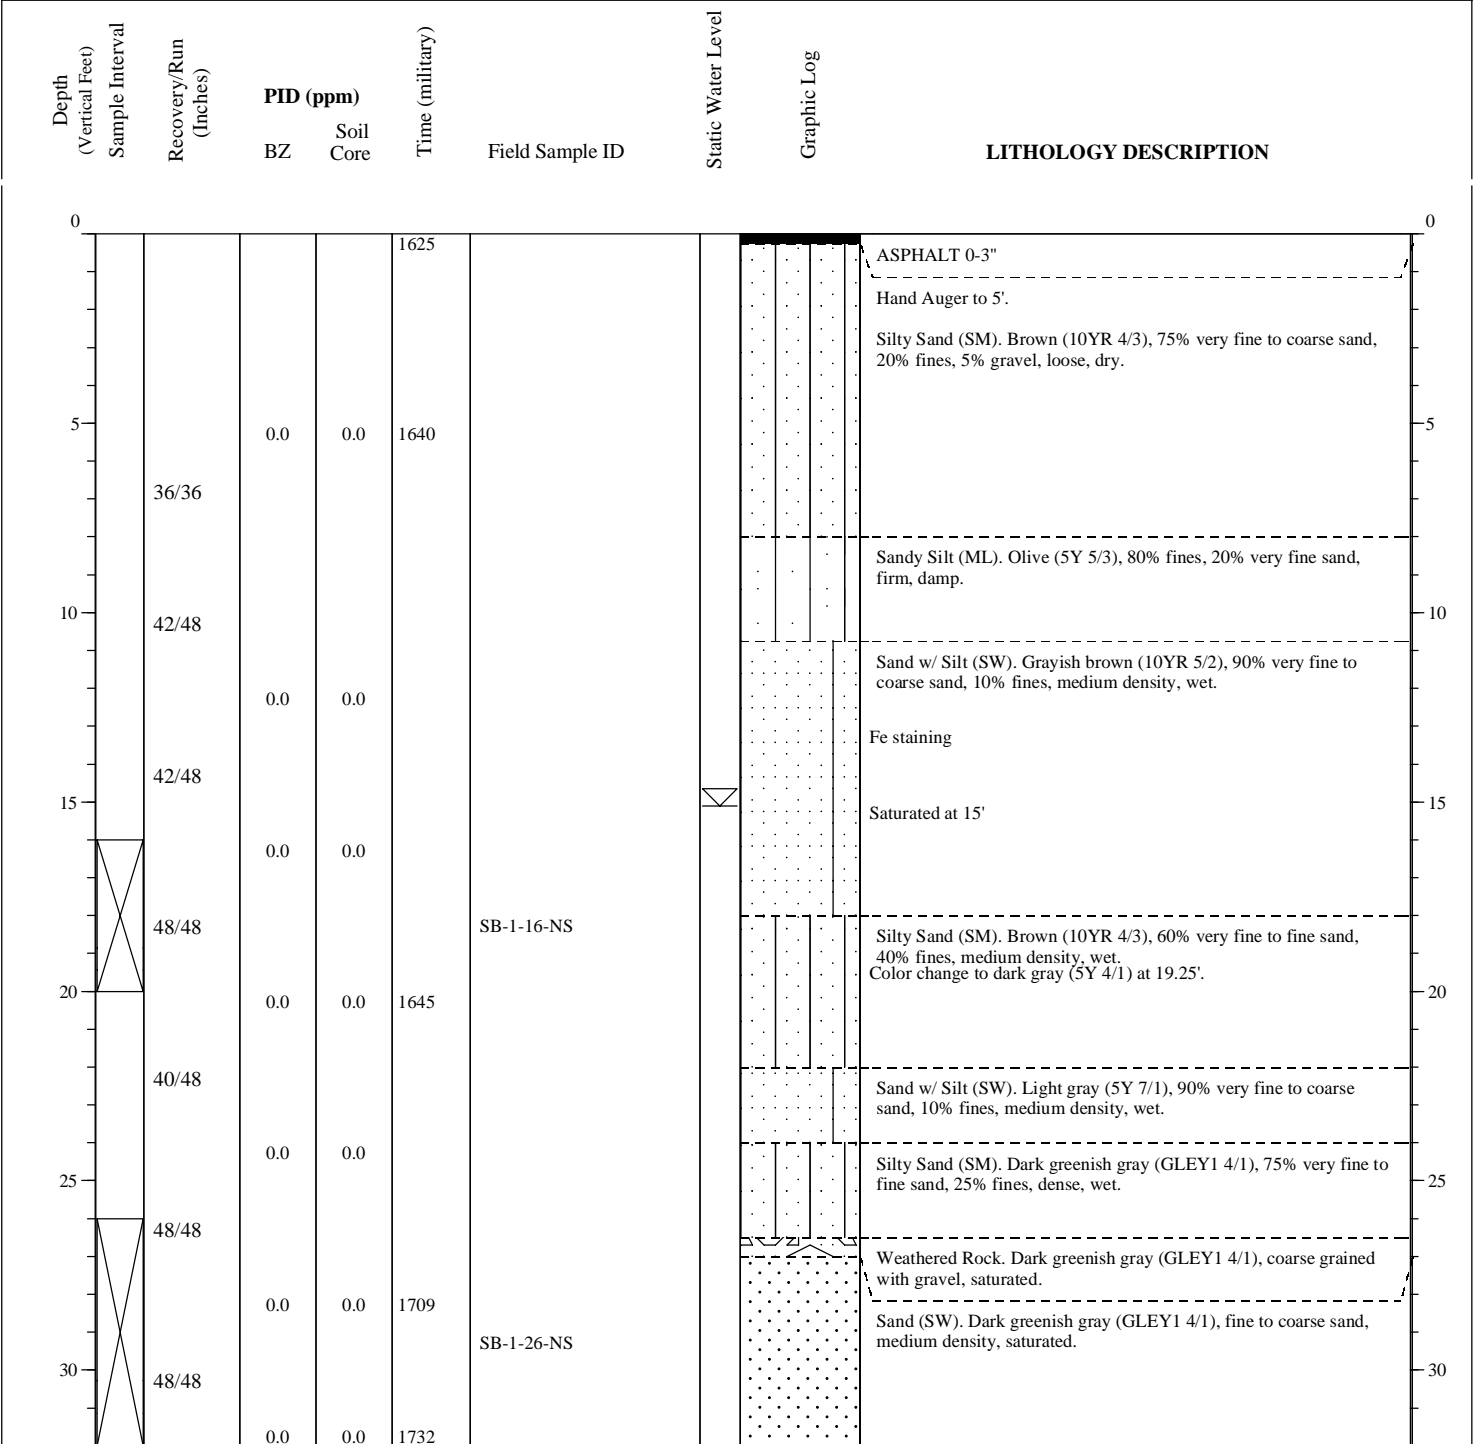 Depth
(Vertical Feet)
Sample Interval
Recovery/Run
(Inches)
PID (ppm)
BZ
Soil
Core
Time (military)
Field Sample ID
Static Water Level
Graphic Log
LITHOLOGY DESCRIPTION
0 0
1625
ASPHALT 0-3"
Hand Auger to 5'.
Silty Sand (SM). Brown (10YR 4/3), 75% very fine to coarse sand,
20% fines, 5% gravel, loose, dry.
5 0.0 0.0 1640 5
36/36
Sandy Silt (ML). Olive (5Y 5/3), 80% fines, 20% very fine sand,
firm, damp.
10 10
42/48
Sand w/ Silt (SW). Grayish brown (10YR 5/2), 90% very fine to
coarse sand, 10% fines, medium density, wet.
0.0 0.0
Fe staining
42/48
15 15
Saturated at 15'
0.0 0.0
48/48 SB-1-16-NS
Silty Sand (SM). Brown (10YR 4/3), 60% very fine to fine sand,
40% fines, medium density, wet.
Color change to dark gray (5Y 4/1) at 19.25'.
20 20
0.0 0.0 1645
40/48
Sand w/ Silt (SW). Light gray (5Y 7/1), 90% very fine to coarse
sand, 10% fines, medium density, wet.
0.0 0.0
Silty Sand (SM). Dark greenish gray (GLEY1 4/1), 75% very fine to
fine sand, 25% fines, dense, wet.
25 25
48/48
Weathered Rock. Dark greenish gray (GLEY1 4/1), coarse grained
with gravel, saturated.
0.0 0.0 1709
Sand (SW). Dark greenish gray (GLEY1 4/1), fine to coarse sand,
medium density, saturated.
SB-1-26-NS
30 30
48/48
0.0 0.0 1732